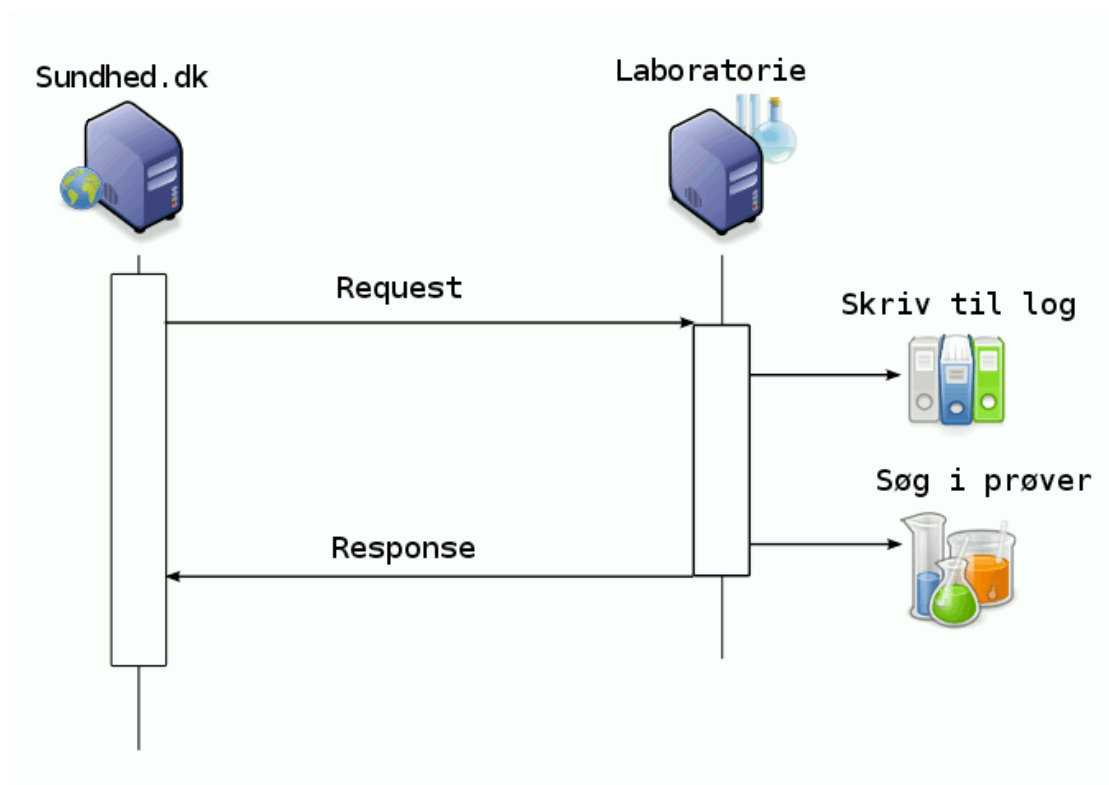 Sundhed.dk
Laboratorie
Request
Skriv til log
Søg i prøver
Response